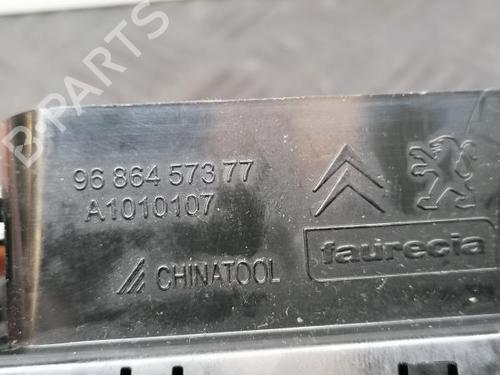 B-PARTS
96 864 573 77
A1010107
faurecia
CHINATOOL